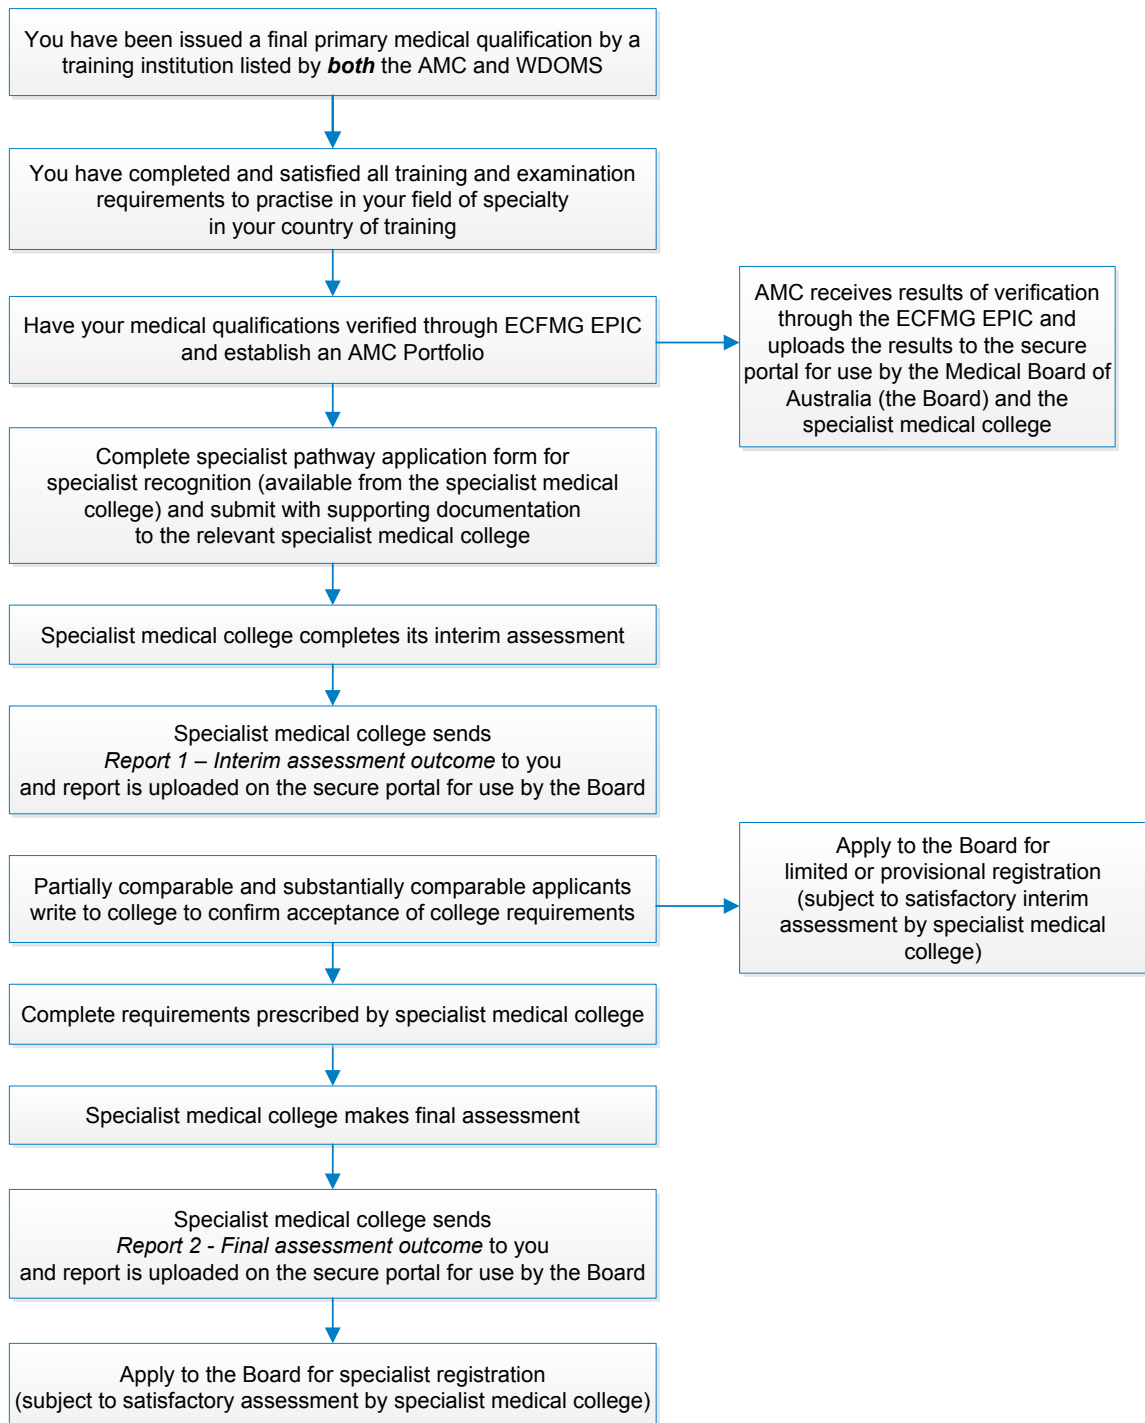 You have been issued a final primary medical qualification by a
training institution listed by both the AMC and WDOMS
You have completed and satisfied all training and examination
requirements to practise in your field of specialty
in your country of training
Have your medical qualifications verified through ECFMG EPIC
and establish an AMC Portfolio
AMC receives results of verification
through the ECFMG EPIC and
uploads the results to the secure
portal for use by the Medical Board of
Australia (the Board) and the
specialist medical college
Complete specialist pathway application form for
specialist recognition (available from the specialist medical
college) and submit with supporting documentation
to the relevant specialist medical college
Specialist medical college completes its interim assessment
Specialist medical college sends
Report 1 – Interim assessment outcome to you
and report is uploaded on the secure portal for use by the Board
Partially comparable and substantially comparable applicants
write to college to confirm acceptance of college requirements
Apply to the Board for
limited or provisional registration
(subject to satisfactory interim
assessment by specialist medical
college)
Complete requirements prescribed by specialist medical college
Specialist medical college makes final assessment
Specialist medical college sends
Report 2 - Final assessment outcome to you
and report is uploaded on the secure portal for use by the Board
Apply to the Board for specialist registration
(subject to satisfactory assessment by specialist medical college)